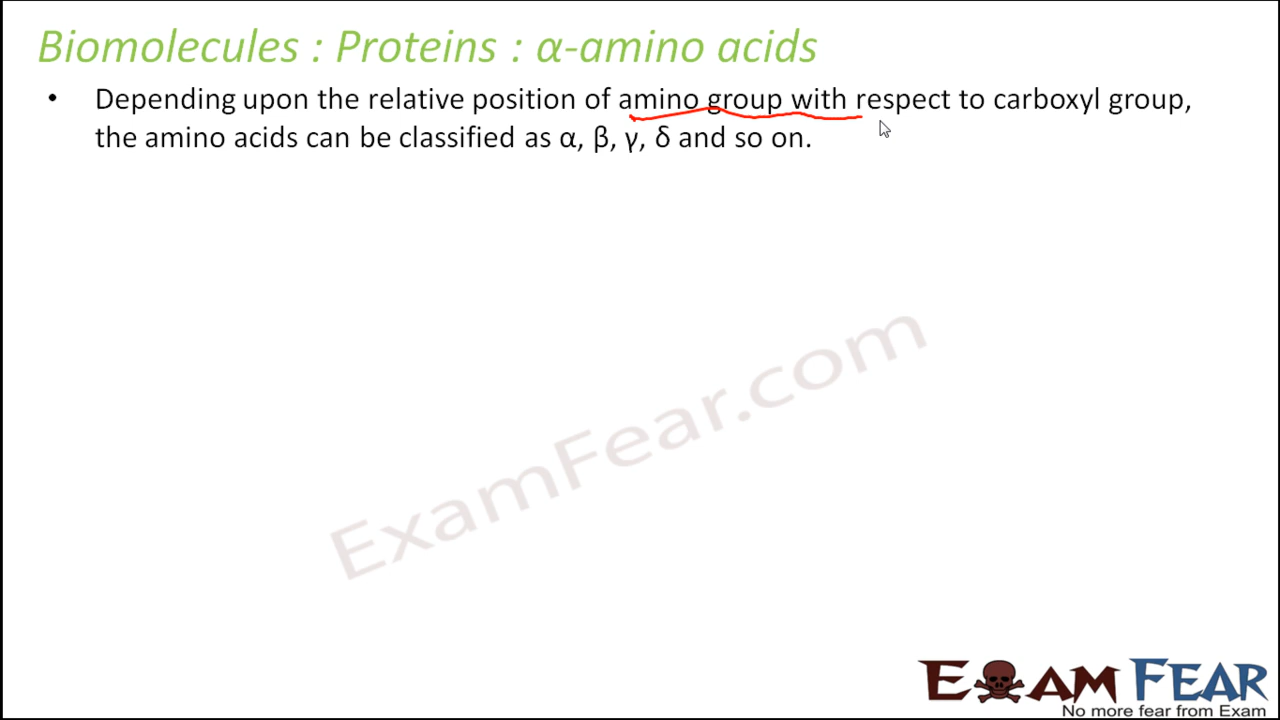 Biomolecules : Proteins : α-amino acids
• Depending upon the relative position of amino group with respect to carboxyl group,
the amino acids can be classified as α, β, γ, δ and so on.
ExamFear.com
EXAM FEAR
No more fear from Exam